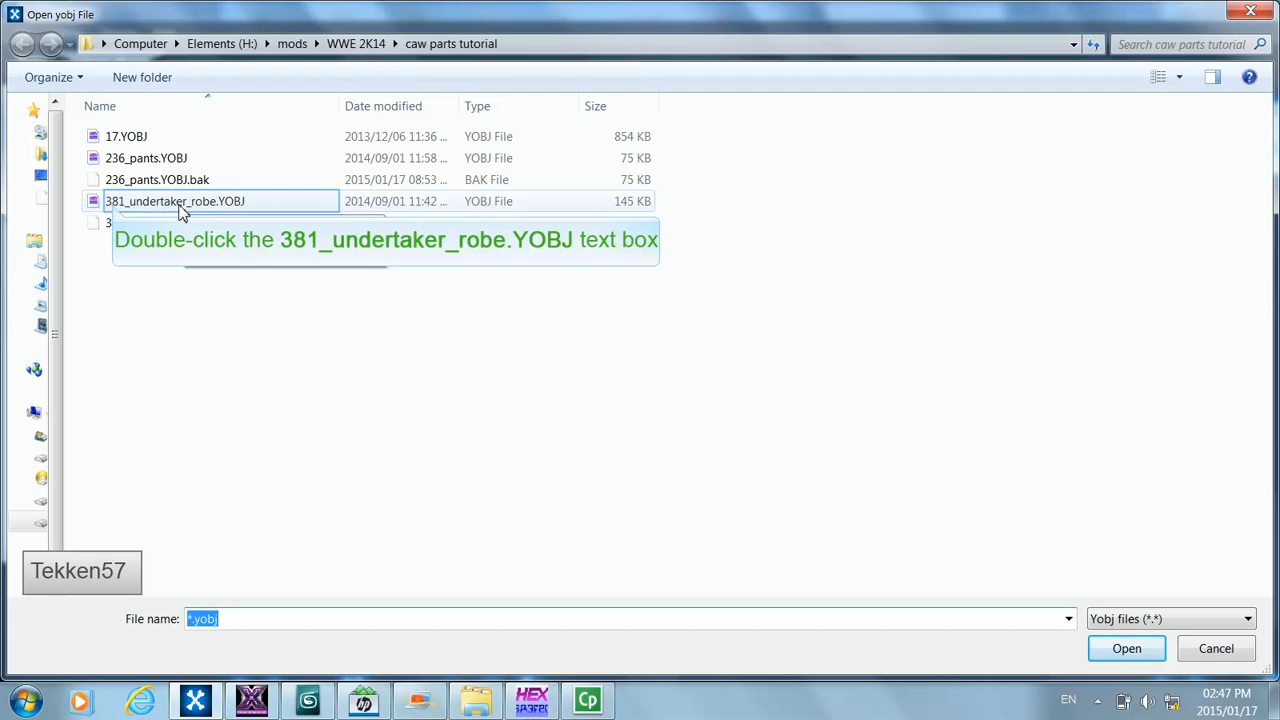 Open yobj File
Computer Elements (H:) mods WWE 2K14 caw parts tutorial
Search caw parts tutorial
Organize New folder
Name Date modified Type Size
17.YOBJ 2013/12/06 11:36 ... YOBJ File 854 KB
236_pants.YOBJ 2014/09/01 11:58 ... YOBJ File 75 KB
236_pants.YOBJ.bak 2015/01/17 08:53 ... BAK File 75 KB
381_undertaker_robe.YOBJ 2014/09/01 11:42 ... YOBJ File 145 KB
3
Double-click the 381_undertaker_robe.YOBJ text box
Tekken57
File name: *.yobj Yobj files (*.*)
Open Cancel
HEX
Cp
EN
02:47 PM
2015/01/17